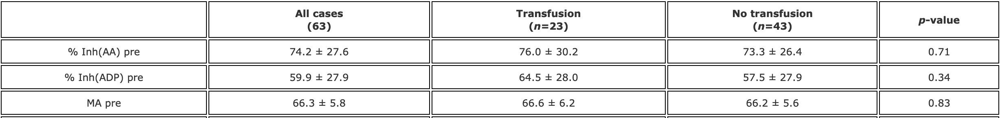 All cases Transfusion No transfusion p-value
(63) (n=23) (n=43)
% Inh(AA) pre 74.2 ± 27.6 76.0 ± 30.2 73.3 ± 26.4 0.71
% Inh(ADP) pre 59.9 ± 27.9 64.5 ± 28.0 57.5 ± 27.9 0.34
MA pre 66.3 ± 5.8 66.6 ± 6.2 66.2 ± 5.6 0.83